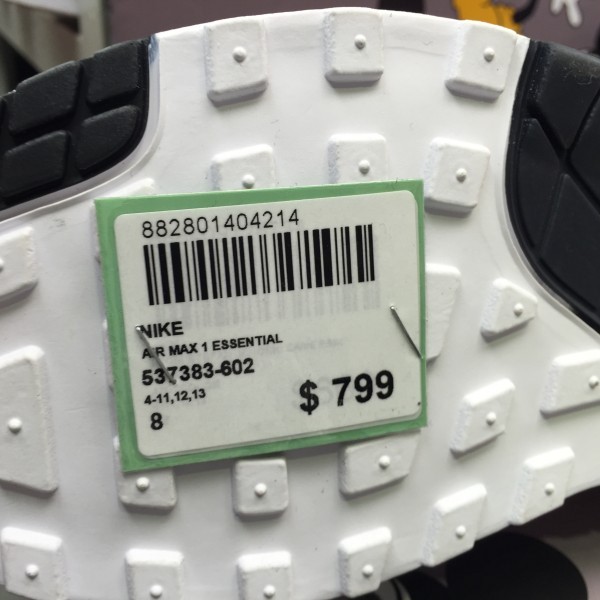 882801404214
NIKE
AIR MAX 1 ESSENTIAL
537383-602
4-11,12,13
8
$ 799